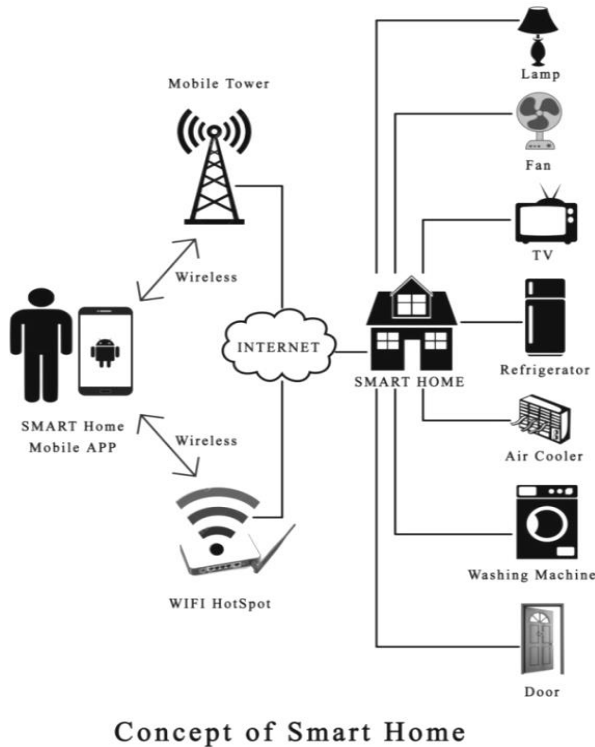 Mobile Tower
Wireless
SMART Home
Mobile APP
Wireless
WIFI HotSpot
INTERNET
SMART HOME
Lamp
Fan
TV
Refrigerator
Air Cooler
Washing Machine
Door
Concept of Smart Home